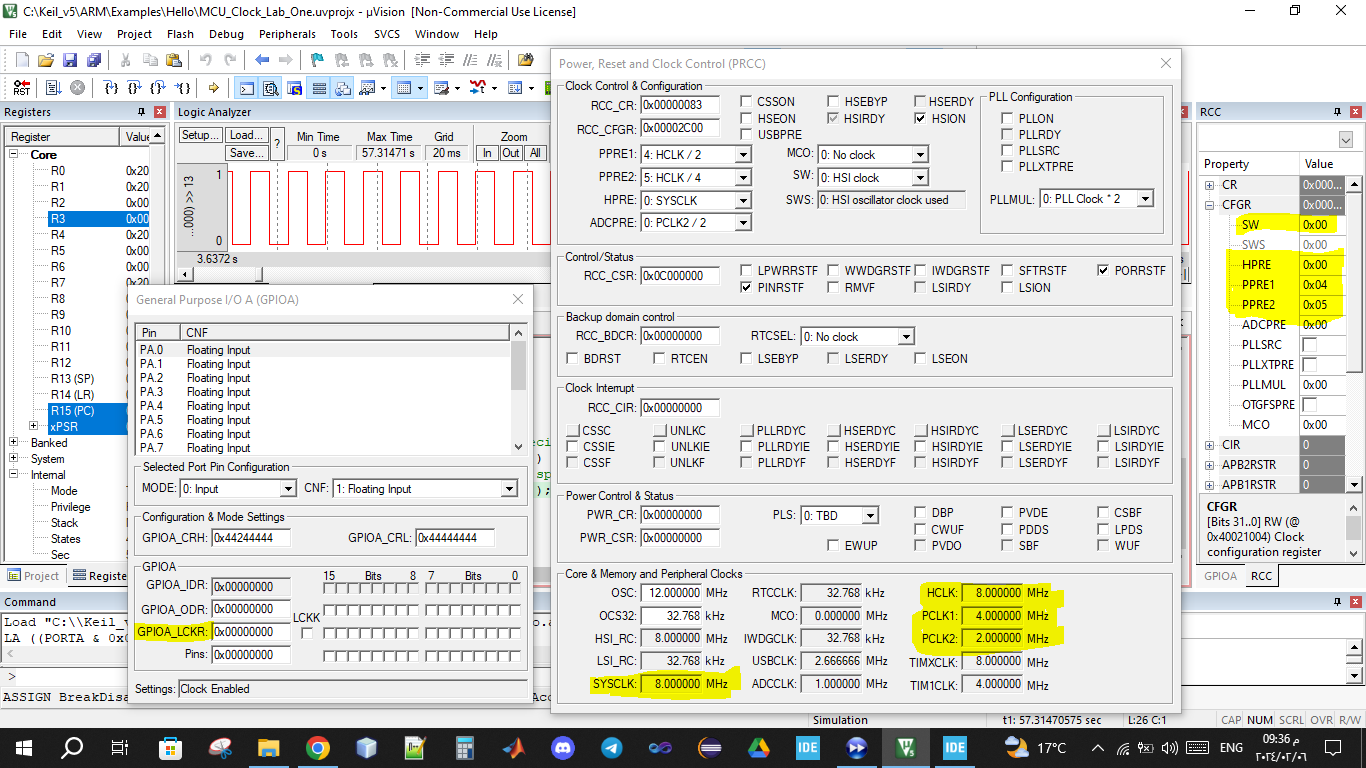 C:\Keil_v5\ARM\Examples\Hello\MCU_Clock_Lab_One.uvprojx - µVision [Non-Commercial Use License]
File Edit View Project Flash Debug Peripherals Tools SVCS Window Help
RST
Registers
Register Value
Core
R0 0x20
R1 0x20
R2 0x00
R3 0x00
R4 0x20
R5 0x00
R6 0x00
R7 0x20
R8
R9
R10
R11
R12
R13 (SP)
R14 (LR)
R15 (PC)
xPSR
Banked
System
Internal
Mode
Privilege
Stack
States
Sec
Project Registe
Logic Analyzer
Setup... Load... Save... ?
Min Time Max Time Grid Zoom
0 s 57.31471 s 20 ms In Out All
...000) >> 13
1
0
3.6372 s
General Purpose I/O A (GPIOA)
Pin CNF
PA.0 Floating Input
PA.1 Floating Input
PA.2 Floating Input
PA.3 Floating Input
PA.4 Floating Input
PA.5 Floating Input
PA.6 Floating Input
PA.7 Floating Input
Selected Port Pin Configuration
MODE: 0: Input CNF: 1: Floating Input
Configuration & Mode Settings
GPIOA_CRH: 0x44244444 GPIOA_CRL: 0x44444444
GPIOA
15 Bits 8 7 Bits 0
GPIOA_IDR: 0x00000000
GPIOA_ODR: 0x00000000
LCKK
GPIOA_LCKR: 0x00000000
Pins: 0x00000000
Settings: Clock Enabled
Power, Reset and Clock Control (PRCC)
Clock Control & Configuration
RCC_CR: 0x00000083 CSSON HSEBYP HSERDY
HSEON HSIRDY HSION
RCC_CFGR: 0x00002C00 USBPRE
PPRE1: 4: HCLK / 2 MCO: 0: No clock
PPRE2: 5: HCLK / 4 SW: 0: HSI clock
HPRE: 0: SYSCLK SWS: 0: HSI oscillator clock used
ADCPRE: 0: PCLK2 / 2
PLL Configuration
PLLON
PLLRDY
PLLSRC
PLLXTPRE
PLLMUL: 0: PLL Clock * 2
Control/Status
RCC_CSR: 0x0C000000 LPWRRSTF WWDGRSTF IWDGRSTF SFTRSTF PORRSTF
PINRSTF RMVF LSIRDY LSION
Backup domain control
RCC_BDCR: 0x00000000 RTCSEL: 0: No clock
BDRST RTCEN LSEBYP LSERDY LSEON
Clock Interrupt
RCC_CIR: 0x00000000
CSSC UNLKC PLLRDYC HSERDYC HSIRDYC LSERDYC LSIRDYC
CSSIE UNLKIE PLLRDYIE HSERDYIE HSIRDYIE LSERDYIE LSIRDYIE
CSSF UNLKF PLLRDYF HSERDYF HSIRDYF LSERDYF LSIRDYF
Power Control & Status
PWR_CR: 0x00000000 PLS: 0: TBD DBP PVDE CSBF
CWUF PDDS LPDS
PWR_CSR: 0x00000000 EWUP PVDO SBF WUF
Core & Memory and Peripheral Clocks
OSC: 12.000000 MHz RTCCLK: 32.768 kHz HCLK: 8.000000 MHz
OCS32: 32.768 kHz MCO: 0.000000 MHz PCLK1: 4.000000 MHz
HSI_RC: 8.000000 MHz IWDGCLK: 32.768 kHz PCLK2: 2.000000 MHz
LSI_RC: 32.768 kHz USBCLK: 2.666666 MHz TIMXCLK: 8.000000 MHz
SYSCLK: 8.000000 MHz ADCCLK: 1.000000 MHz TIM1CLK: 4.000000 MHz
RCC
Property Value
CR 0x000...
CFGR 0x000...
SW 0x00
SWS 0x00
HPRE 0x00
PPRE1 0x04
PPRE2 0x05
ADCPRE 0x00
PLLSRC
PLLXTPRE
PLLMUL 0x00
OTGFSPRE
MCO 0x00
CIR 0
APB2RSTR 0
APB1RSTR 0
CFGR
[Bits 31..0] RW (@ 0x40021004) Clock
configuration register
GPIOA RCC
Command
Load "C:\\Keil_v
LA ((PORTA & 0x0
>
ASSIGN BreakDisa
Simulation t1: 57.31470575 sec L:26 C:1 CAP NUM SCRL OVR R/W
IDE IDE 17°C ENG
09:36 م
٢٠٢٤/٠٢/٠٦